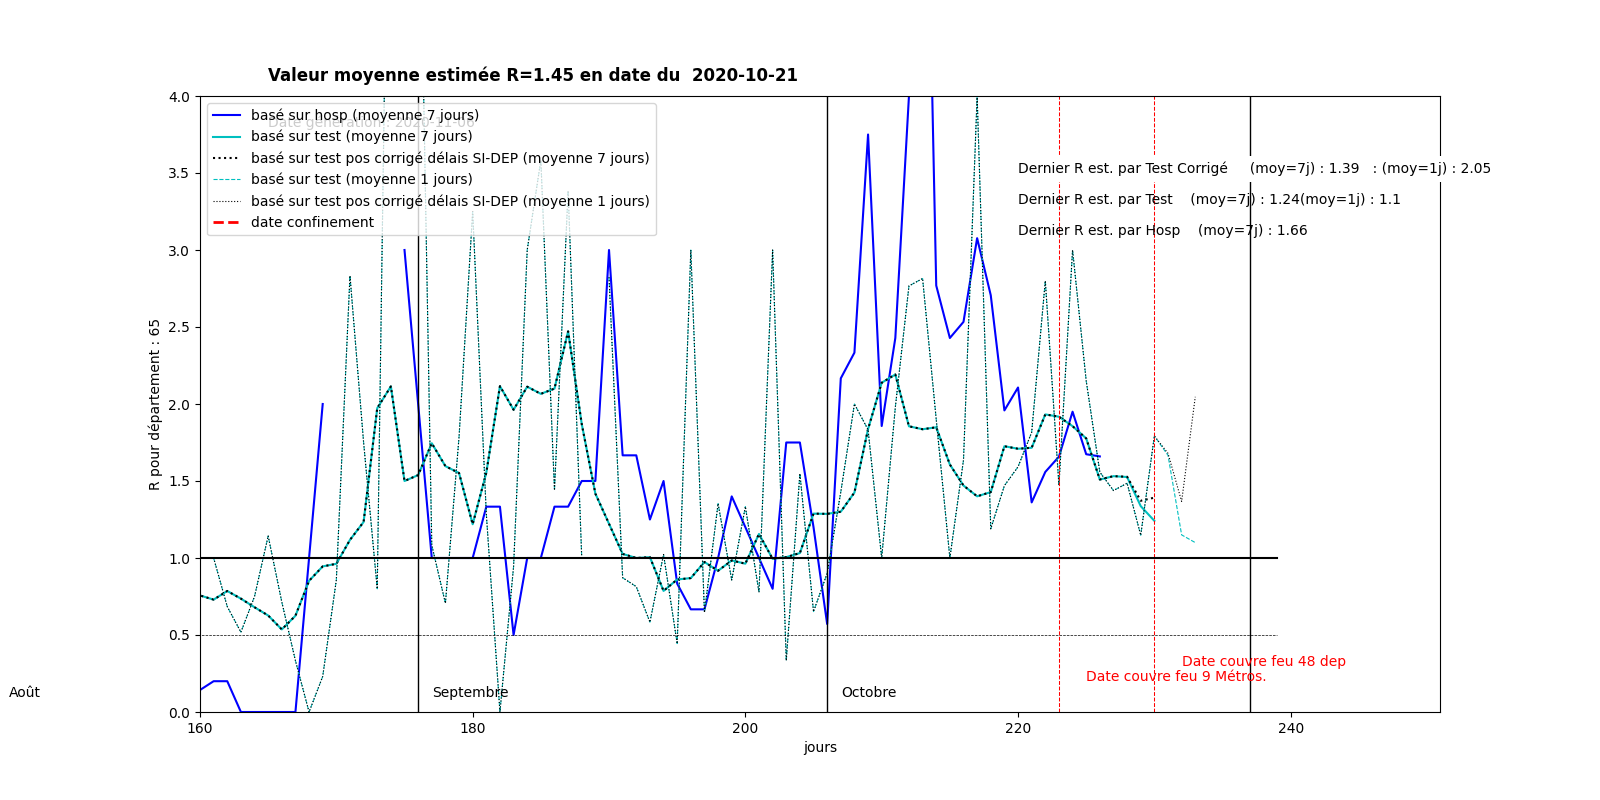 Valeur moyenne estimée R=1.45 en date du  2020-10-21
basé sur hosp (moyenne 7 jours)
basé sur test (moyenne 7 jours)
basé sur test pos corrigé délais SI-DEP (moyenne 7 jours)
basé sur test (moyenne 1 jours)
basé sur test pos corrigé délais SI-DEP (moyenne 1 jours)
date confinement
Dernier R est. par Test Corrigé     (moy=7j) : 1.39   : (moy=1j) : 2.05
Dernier R est. par Test    (moy=7j) : 1.24(moy=1j) : 1.1
Dernier R est. par Hosp    (moy=7j) : 1.66
4.0
3.5
3.0
2.5
2.0
1.5
1.0
0.5
0.0
R pour département : 65
Date couvre feu 48 dep
Date couvre feu 9 Métros.
Août
Septembre
Octobre
160
180
200
220
240
jours